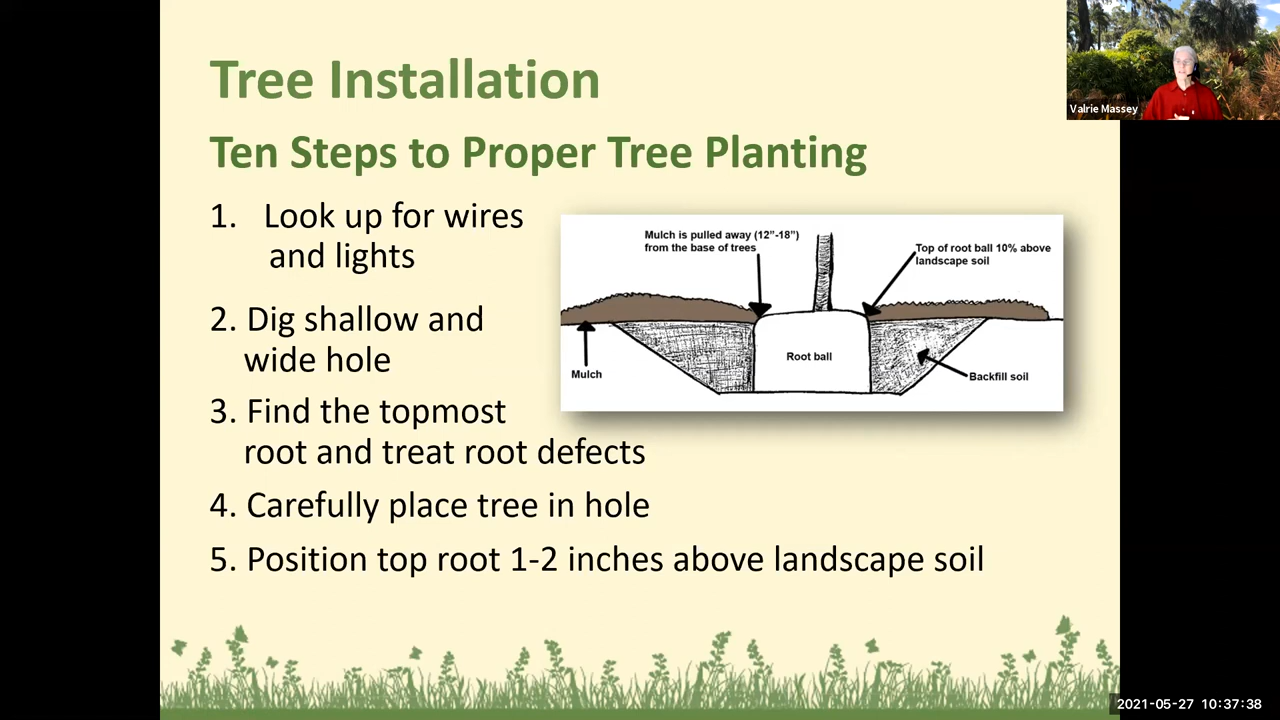 Tree Installation
Ten Steps to Proper Tree Planting
1. Look up for wires
and lights
2. Dig shallow and
wide hole
3. Find the topmost
root and treat root defects
4. Carefully place tree in hole
5. Position top root 1-2 inches above landscape soil
Mulch is pulled away (12”-18”)
from the base of trees
Top of root ball 10% above
landscape soil
Root ball
Mulch
Backfill soil
Valrie Massey
2021-05-27 10:37:38